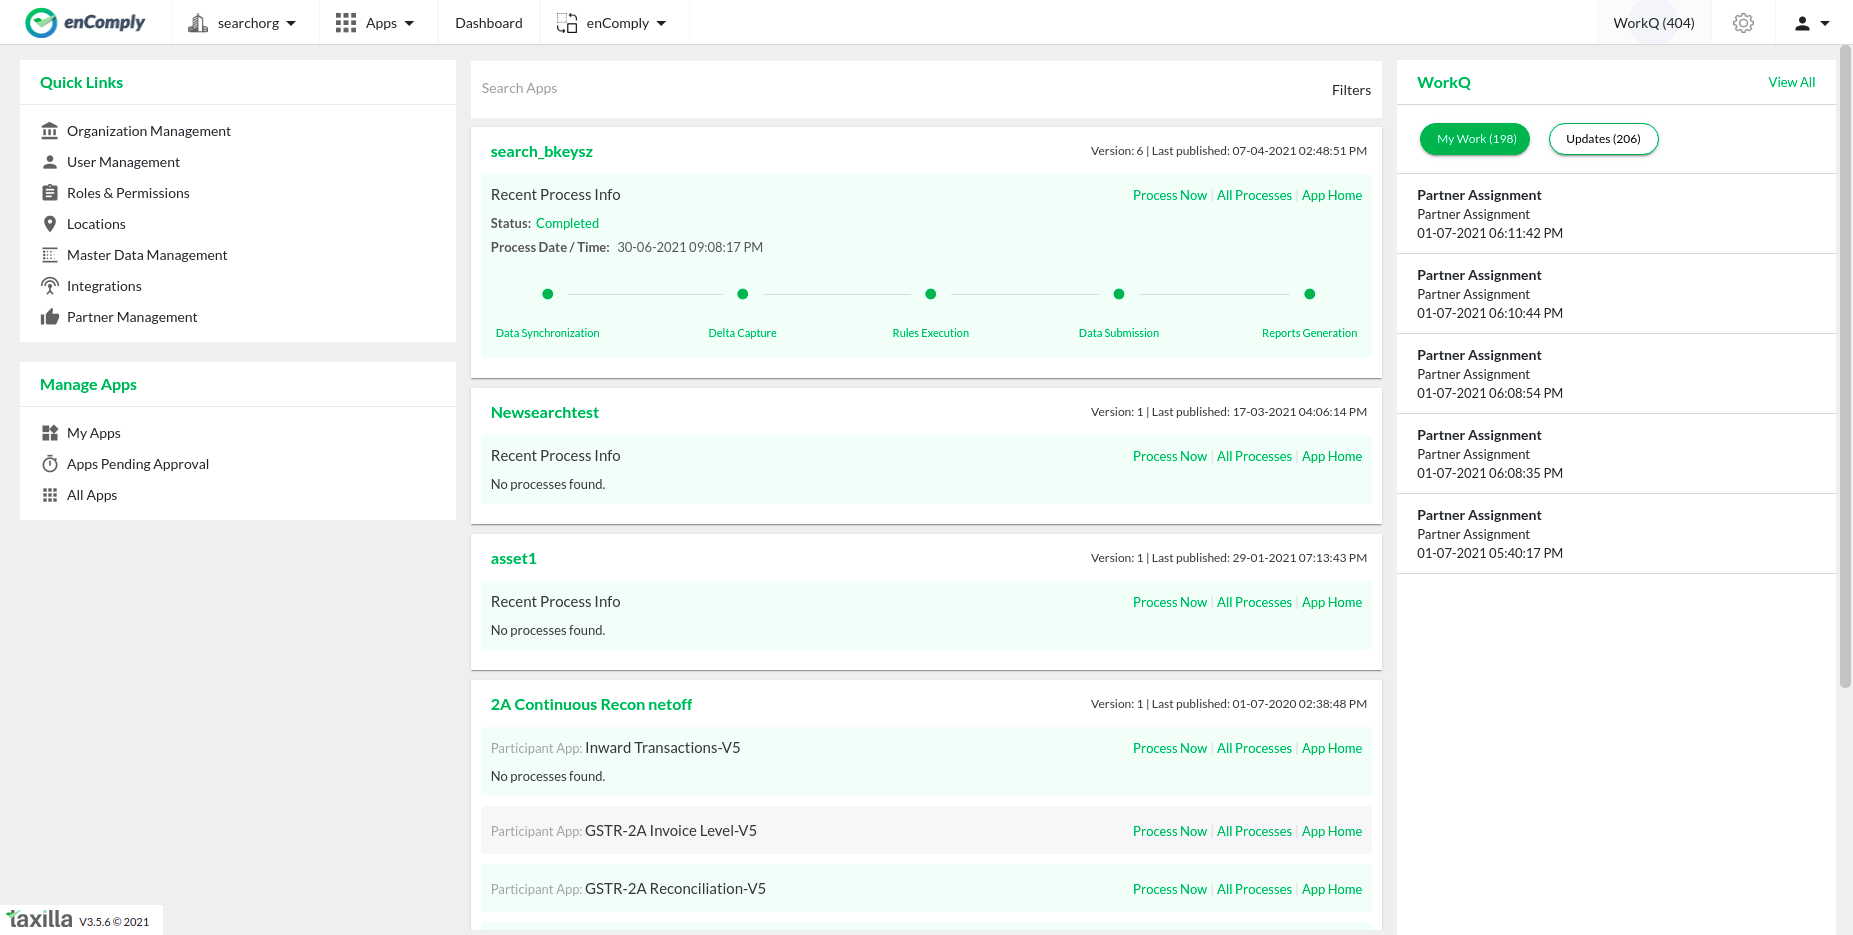 enComply
searchorg
Apps
Dashboard
enComply
WorkQ (404)
Quick Links
Organization Management
User Management
Roles & Permissions
Locations
Master Data Management
Integrations
Partner Management
Manage Apps
My Apps
Apps Pending Approval
All Apps
Search Apps
Filters
search_bkeysz
Version: 6 | Last published: 07-04-2021 02:48:51 PM
Recent Process Info
Process Now | All Processes | App Home
Status: Completed
Process Date / Time: 30-06-2021 09:08:17 PM
Data Synchronization
Delta Capture
Rules Execution
Data Submission
Reports Generation
Newsearchtest
Version: 1 | Last published: 17-03-2021 04:06:14 PM
Recent Process Info
Process Now | All Processes | App Home
No processes found.
asset1
Version: 1 | Last published: 29-01-2021 07:13:43 PM
Recent Process Info
Process Now | All Processes | App Home
No processes found.
2A Continuous Recon netoff
Version: 1 | Last published: 01-07-2020 02:38:48 PM
Participant App: Inward Transactions-V5
Process Now | All Processes | App Home
No processes found.
Participant App: GSTR-2A Invoice Level-V5
Process Now | All Processes | App Home
Participant App: GSTR-2A Reconciliation-V5
Process Now | All Processes | App Home
WorkQ
View All
My Work (198)
Updates (206)
Partner Assignment
Partner Assignment
01-07-2021 06:11:42 PM
Partner Assignment
Partner Assignment
01-07-2021 06:10:44 PM
Partner Assignment
Partner Assignment
01-07-2021 06:08:54 PM
Partner Assignment
Partner Assignment
01-07-2021 06:08:35 PM
Partner Assignment
Partner Assignment
01-07-2021 05:40:17 PM
taxilla V3.5.6 © 2021